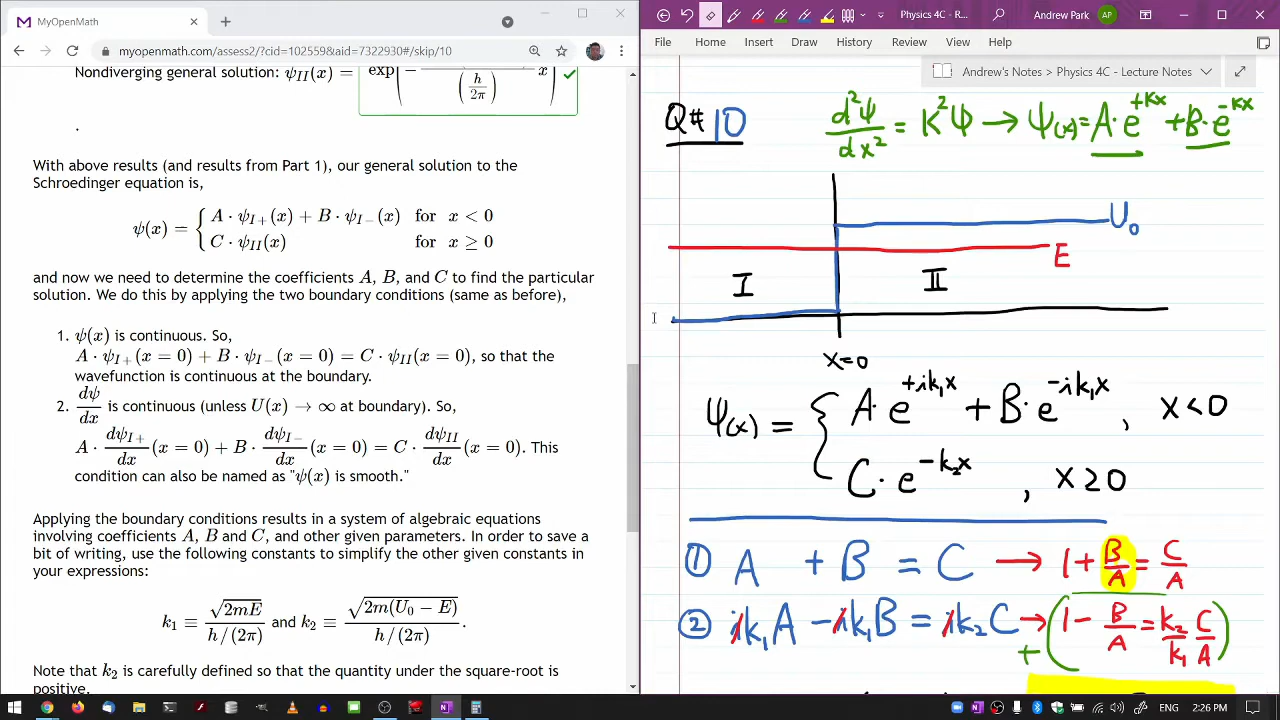 MyOpenMath
myopenmath.com/assess2/?cid=102559&aid=7322930#/skip/10
Nondiverging general solution: ψ_II(x) = exp(− / (h/2π) x) ✓
.
With above results (and results from Part 1), our general solution to the
Schroedinger equation is,
ψ(x) = { A · ψ_I+(x) + B · ψ_I−(x) for x < 0
C · ψ_II(x) for x ≥ 0
and now we need to determine the coefficients A, B, and C to find the particular
solution. We do this by applying the two boundary conditions (same as before),
1. ψ(x) is continuous. So,
A · ψ_I+(x = 0) + B · ψ_I−(x = 0) = C · ψ_II(x = 0), so that the
wavefunction is continuous at the boundary.
2. dψ/dx is continuous (unless U(x) → ∞ at boundary). So,
A · dψ_I+/dx (x = 0) + B · dψ_I−/dx (x = 0) = C · dψ_II/dx (x = 0). This
condition can also be named as "ψ(x) is smooth."
Applying the boundary conditions results in a system of algebraic equations
involving coefficients A, B and C, and other given parameters. In order to save a
bit of writing, use the following constants to simplify the other given constants in
your expressions:
k₁ ≡ √(2mE) / h/(2π) and k₂ ≡ √(2m(U₀ − E)) / h/(2π).
Note that k₂ is carefully defined so that the quantity under the square-root is
positive.
Physics 4C - R...
Andrew Park
AP
File Home Insert Draw History Review View Help
Andrew's Notes › Physics 4C - Lecture Notes
Q# 10
d²ψ/dx² = K²ψ → ψ(x) = A·e^(+Kx) + B·e^(−Kx)
U₀
E
I II
x=0
ψ(x) = { A·e^(+ik₁x) + B·e^(−ik₁x), x<0
C·e^(−k₂x), x≥0
① A + B = C → 1 + B/A = C/A
② ik₁A − ik₁B = ik₂C → (1 − B/A = k₂/k₁ C/A)
+
2:26 PM